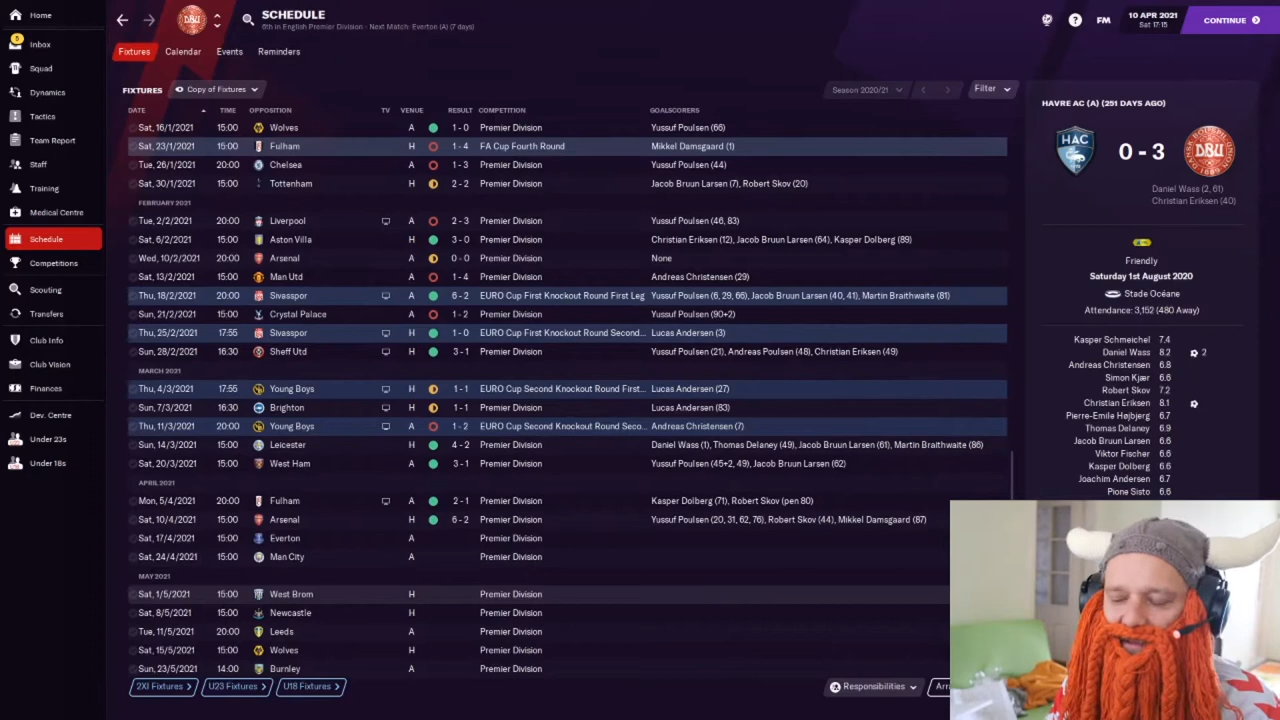 Home
SCHEDULE
6th in English Premier Division - Next Match: Everton (A) (7 days)
FM
10 APR 2021
Sat 17:15
CONTINUE
5
Inbox
Squad
Dynamics
Tactics
Team Report
Staff
Training
Medical Centre
Schedule
Competitions
Scouting
Transfers
Club Info
Club Vision
Finances
Dev. Centre
Under 23s
Under 18s
Fixtures Calendar Events Reminders
FIXTURES Copy of Fixtures Season 2020/21 Filter
DATE TIME OPPOSITION TV VENUE RESULT COMPETITION GOALSCORERS
Sat, 16/1/2021 15:00 Wolves A 1 - 0 Premier Division Yussuf Poulsen (66)
Sat, 23/1/2021 15:00 Fulham H 1 - 4 FA Cup Fourth Round Mikkel Damsgaard (1)
Tue, 26/1/2021 20:00 Chelsea A 1 - 3 Premier Division Yussuf Poulsen (44)
Sat, 30/1/2021 15:00 Tottenham H 2 - 2 Premier Division Jacob Bruun Larsen (7), Robert Skov (20)
FEBRUARY 2021
Tue, 2/2/2021 20:00 Liverpool A 2 - 3 Premier Division Yussuf Poulsen (46, 83)
Sat, 6/2/2021 15:00 Aston Villa H 3 - 0 Premier Division Christian Eriksen (12), Jacob Bruun Larsen (64), Kasper Dolberg (89)
Wed, 10/2/2021 20:00 Arsenal A 0 - 0 Premier Division None
Sat, 13/2/2021 15:00 Man Utd A 1 - 4 Premier Division Andreas Christensen (29)
Thu, 18/2/2021 20:00 Sivasspor A 6 - 2 EURO Cup First Knockout Round First Leg Yussuf Poulsen (6, 29, 66), Jacob Bruun Larsen (40, 41), Martin Braithwaite (81)
Sun, 21/2/2021 15:00 Crystal Palace A 1 - 2 Premier Division Yussuf Poulsen (90+2)
Thu, 25/2/2021 17:55 Sivasspor H 1 - 0 EURO Cup First Knockout Round Second... Lucas Andersen (3)
Sun, 28/2/2021 16:30 Sheff Utd H 3 - 1 Premier Division Yussuf Poulsen (21), Andreas Poulsen (48), Christian Eriksen (49)
MARCH 2021
Thu, 4/3/2021 17:55 Young Boys H 1 - 1 EURO Cup Second Knockout Round First... Lucas Andersen (27)
Sun, 7/3/2021 16:30 Brighton H 1 - 1 Premier Division Lucas Andersen (83)
Thu, 11/3/2021 20:00 Young Boys A 1 - 2 EURO Cup Second Knockout Round Seco... Andreas Christensen (7)
Sun, 14/3/2021 15:00 Leicester H 4 - 2 Premier Division Daniel Wass (1), Thomas Delaney (49), Jacob Bruun Larsen (61), Martin Braithwaite (86)
Sat, 20/3/2021 15:00 West Ham A 3 - 1 Premier Division Yussuf Poulsen (45+2, 49), Jacob Bruun Larsen (62)
APRIL 2021
Mon, 5/4/2021 20:00 Fulham A 2 - 1 Premier Division Kasper Dolberg (71), Robert Skov (pen 80)
Sat, 10/4/2021 15:00 Arsenal H 6 - 2 Premier Division Yussuf Poulsen (20, 31, 62, 76), Robert Skov (44), Mikkel Damsgaard (87)
Sat, 17/4/2021 15:00 Everton A Premier Division
Sat, 24/4/2021 15:00 Man City A Premier Division
MAY 2021
Sat, 1/5/2021 15:00 West Brom H Premier Division
Sat, 8/5/2021 15:00 Newcastle H Premier Division
Tue, 11/5/2021 20:00 Leeds A Premier Division
Sat, 15/5/2021 15:00 Wolves H Premier Division
Sun, 23/5/2021 14:00 Burnley A Premier Division
2XI Fixtures U23 Fixtures U18 Fixtures Responsibilities Arr
HAVRE AC (A) (251 DAYS AGO)
HAC
0 - 3
DBU
Daniel Wass (2, 61)
Christian Eriksen (40)
Friendly
Saturday 1st August 2020
Stade Océane
Attendance: 3,152 (480 Away)
Kasper Schmeichel 7.4
Daniel Wass 8.2 2
Andreas Christensen 6.8
Simon Kjær 6.6
Robert Skov 7.2
Christian Eriksen 8.1
Pierre-Emile Højbjerg 6.7
Thomas Delaney 6.9
Jacob Bruun Larsen 6.6
Viktor Fischer 6.6
Kasper Dolberg 6.6
Joachim Andersen 6.7
Pione Sisto 6.6